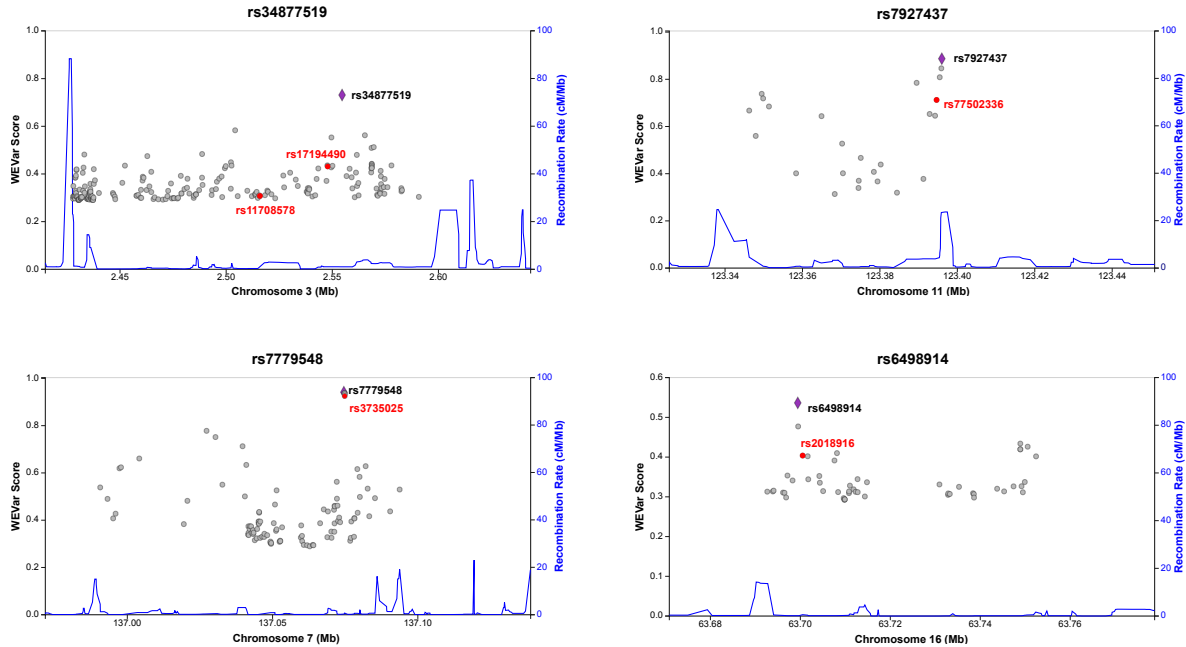 rs34877519
1.0
0.8
0.6
0.4
0.2
0.0
WEVar Score
rs34877519
rs17194490
rs11708578
100
80
60
40
20
0
Recombination Rate (cM/Mb)
2.45
2.50
2.55
2.60
Chromosome 3 (Mb)
rs7927437
1.0
0.8
0.6
0.4
0.2
0.0
WEVar Score
rs7927437
rs77502336
100
80
60
40
20
0
Recombination Rate (cM/Mb)
123.34
123.36
123.38
123.40
123.42
123.44
Chromosome 11 (Mb)
rs7779548
1.0
0.8
0.6
0.4
0.2
0.0
WEVar Score
rs7779548
rs3735025
100
80
60
40
20
0
Recombination Rate (cM/Mb)
137.00
137.05
137.10
Chromosome 7 (Mb)
rs6498914
0.6
0.5
0.4
0.3
0.2
0.1
0.0
WEVar Score
rs6498914
rs2018916
100
80
60
40
20
0
Recombination Rate (cM/Mb)
63.68
63.70
63.72
63.74
63.76
Chromosome 16 (Mb)